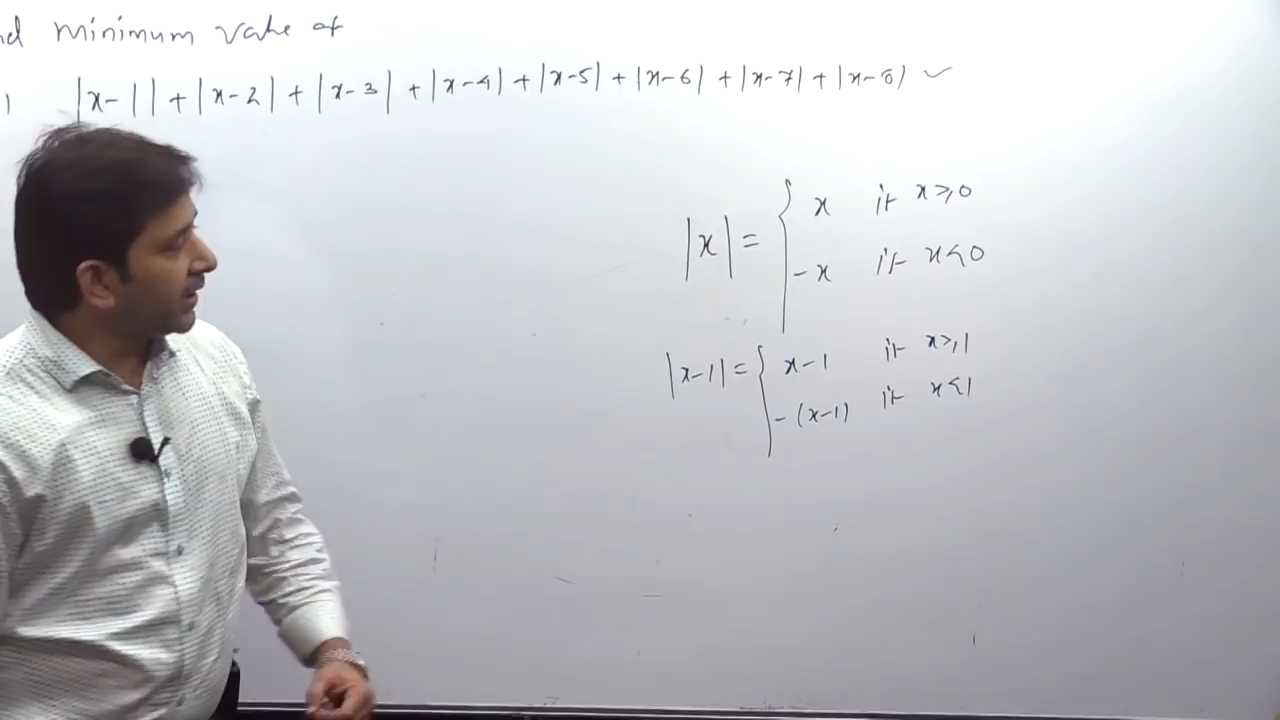 nd minimum value of
) |x-1| + |x-2| + |x-3| + |x-4| + |x-5| + |x-6| + |x-7| + |x-8| ✓
|x| = { x if x ≥ 0
-x if x < 0
|x-1| = { x-1 if x ≥ 1
-(x-1) if x < 1